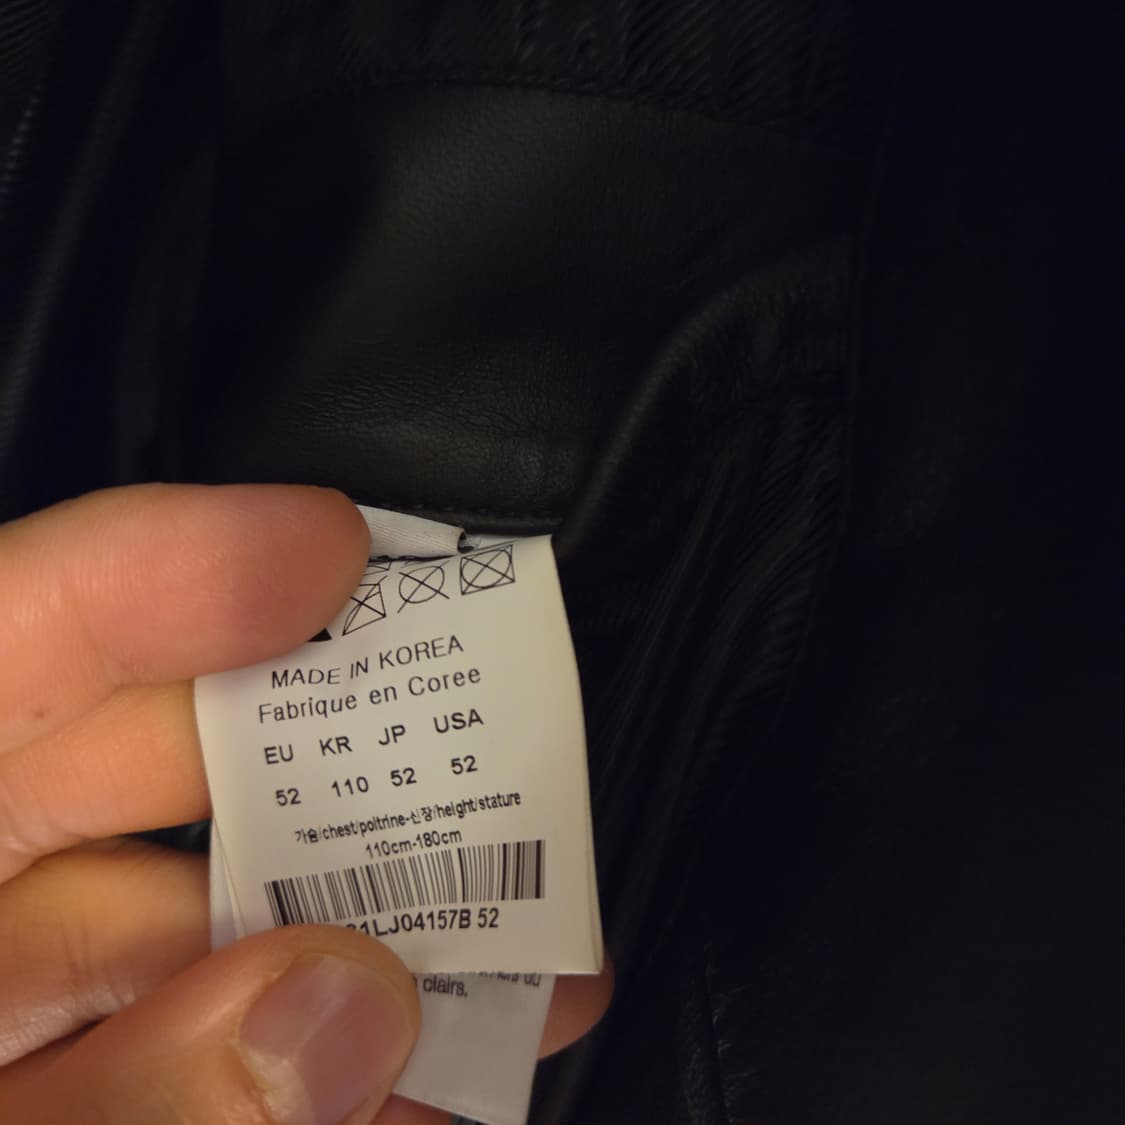 MADE IN KOREA
Fabrique en Coree
EU KR JP USA
52 110 52 52
가슴/chest/poitrine-신장/height/stature
110cm-180cm
1LJ04157B 52
clairs,